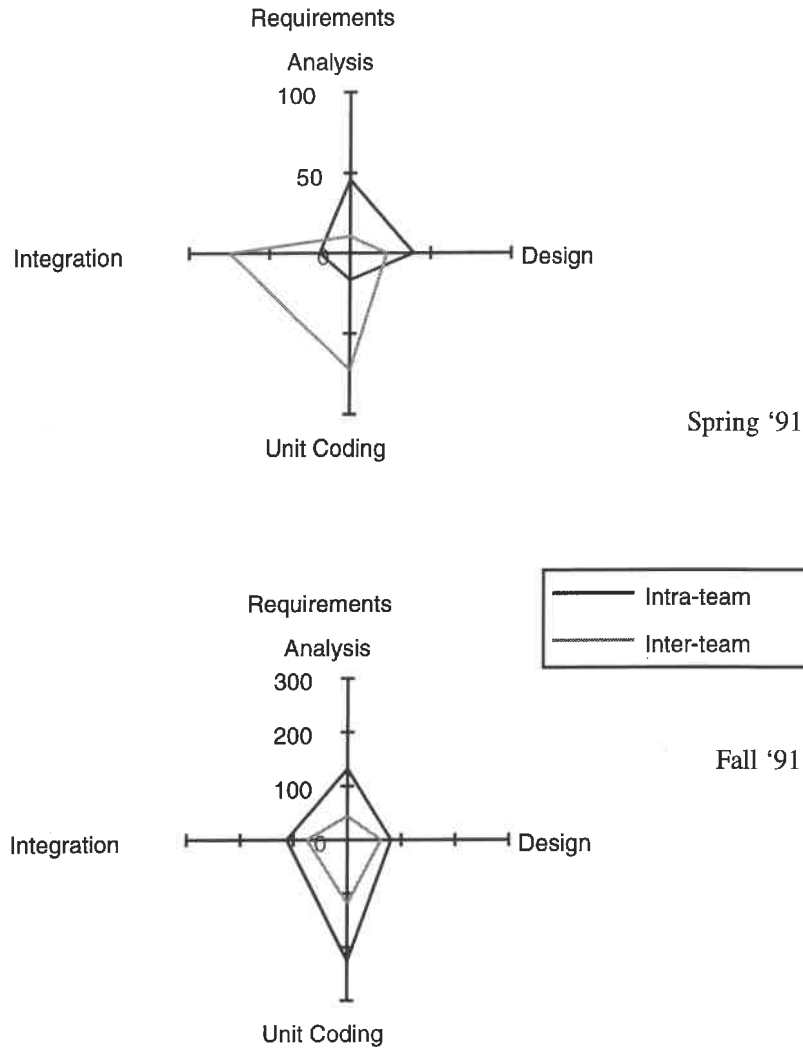 Requirements
Analysis
100
50
Integration
0
Design
Unit Coding
Spring ‘91
Intra-team
Inter-team
Requirements
Analysis
300
200
100
Fall ‘91
Integration
0
Design
Unit Coding